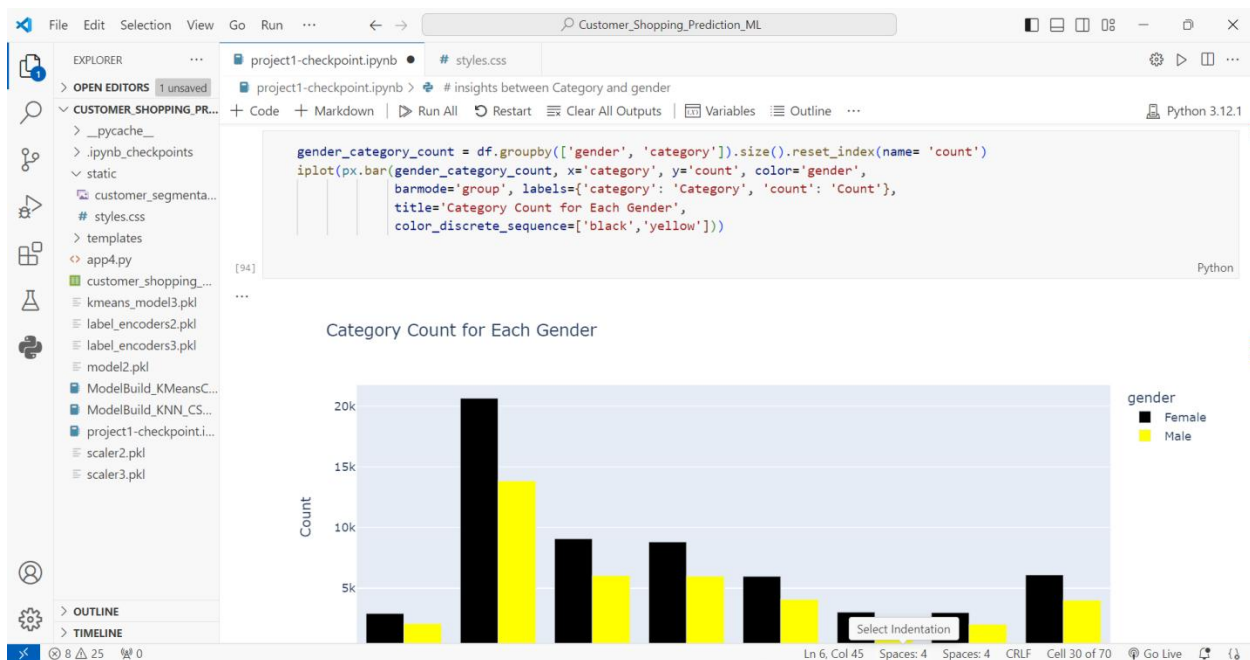 File Edit Selection View Go Run ··· ← → Customer_Shopping_Prediction_ML
EXPLORER ···
> OPEN EDITORS 1 unsaved
CUSTOMER_SHOPPING_PR...
> __pycache__
> .ipynb_checkpoints
static
customer_segmenta...
# styles.css
> templates
<> app4.py
customer_shopping_...
kmeans_model3.pkl
label_encoders2.pkl
label_encoders3.pkl
model2.pkl
ModelBuild_KMeansC...
ModelBuild_KNN_CS...
project1-checkpoint.i...
scaler2.pkl
scaler3.pkl
> OUTLINE
> TIMELINE
1
project1-checkpoint.ipynb ● # styles.css
project1-checkpoint.ipynb > # insights between Category and gender
+ Code + Markdown | Run All Restart Clear All Outputs | Variables Outline ··· Python 3.12.1
gender_category_count = df.groupby(['gender', 'category']).size().reset_index(name= 'count')
iplot(px.bar(gender_category_count, x='category', y='count', color='gender',
barmode='group', labels={'category': 'Category', 'count': 'Count'},
title='Category Count for Each Gender',
color_discrete_sequence=['black','yellow']))
[94] Python
...
Category Count for Each Gender
20k
15k
10k
5k
Count
gender
Female
Male
Select Indentation
8 25 0 Ln 6, Col 45 Spaces: 4 Spaces: 4 CRLF Cell 30 of 70 Go Live